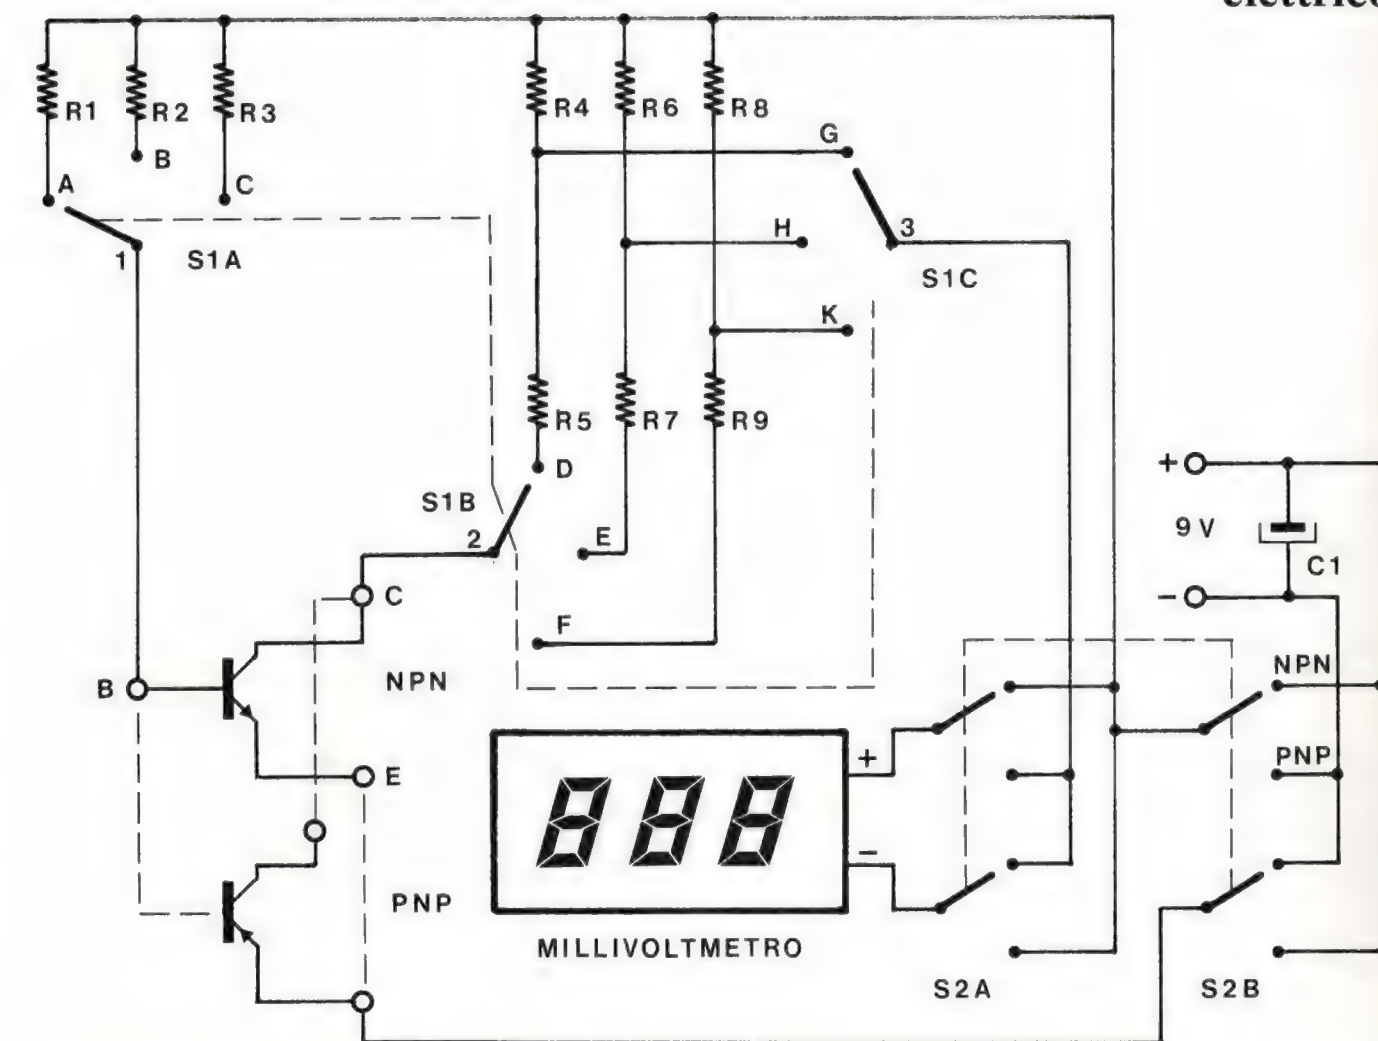 elettrico
R1
R2
R3
R4
R6
R8
B
G
A
C
H
3
1
S1A
S1C
K
R5
R7
R9
D
+
S1B
2
E
9 V
C1
C
–
F
NPN
B
NPN
E
+
PNP
888
–
PNP
MILLIVOLTMETRO
S2A
S2B